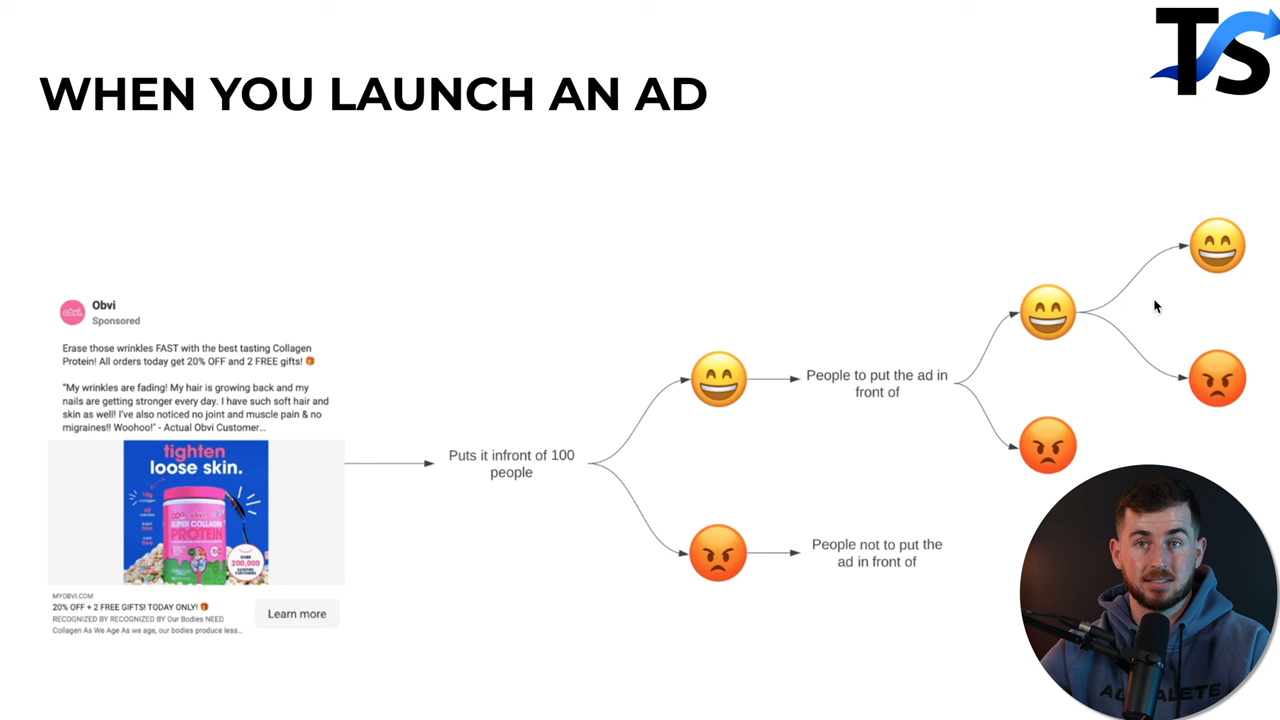 TS
WHEN YOU LAUNCH AN AD
Obvi
Sponsored
Erase those wrinkles FAST with the best tasting Collagen
Protein! All orders today get 20% OFF and 2 FREE gifts! 🎁
"My wrinkles are fading! My hair is growing back and my
nails are getting stronger every day. I have such soft hair and
skin as well! I've also noticed no joint and muscle pain & no
migraines!! Woohoo!" - Actual Obvi Customer...
tighten
loose skin.
obvi.
SUPER COLLAGEN
PROTEIN
OVER
200,000
MYOBVI.COM
20% OFF + 2 FREE GIFTS! TODAY ONLY! 🎁
RECOGNIZED BY RECOGNIZED BY Our Bodies NEED
Collagen As We Age As we age, our bodies produce less...
Learn more
Puts it infront of 100
people
People to put the ad in
front of
People not to put the
ad in front of